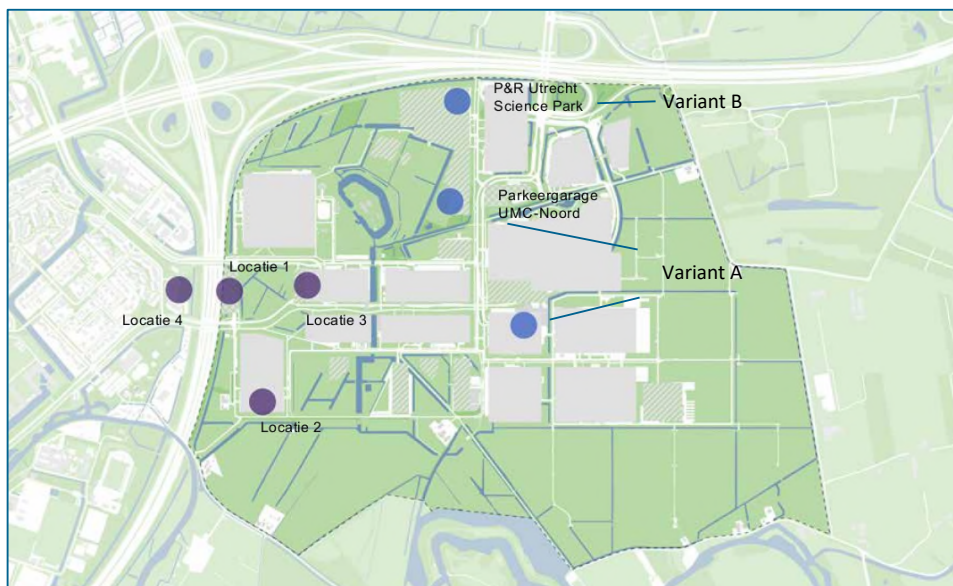 P&R Utrecht
Science Park
Variant B
Parkeergarage
UMC-Noord
Locatie 1
Variant A
Locatie 4
Locatie 3
Locatie 2